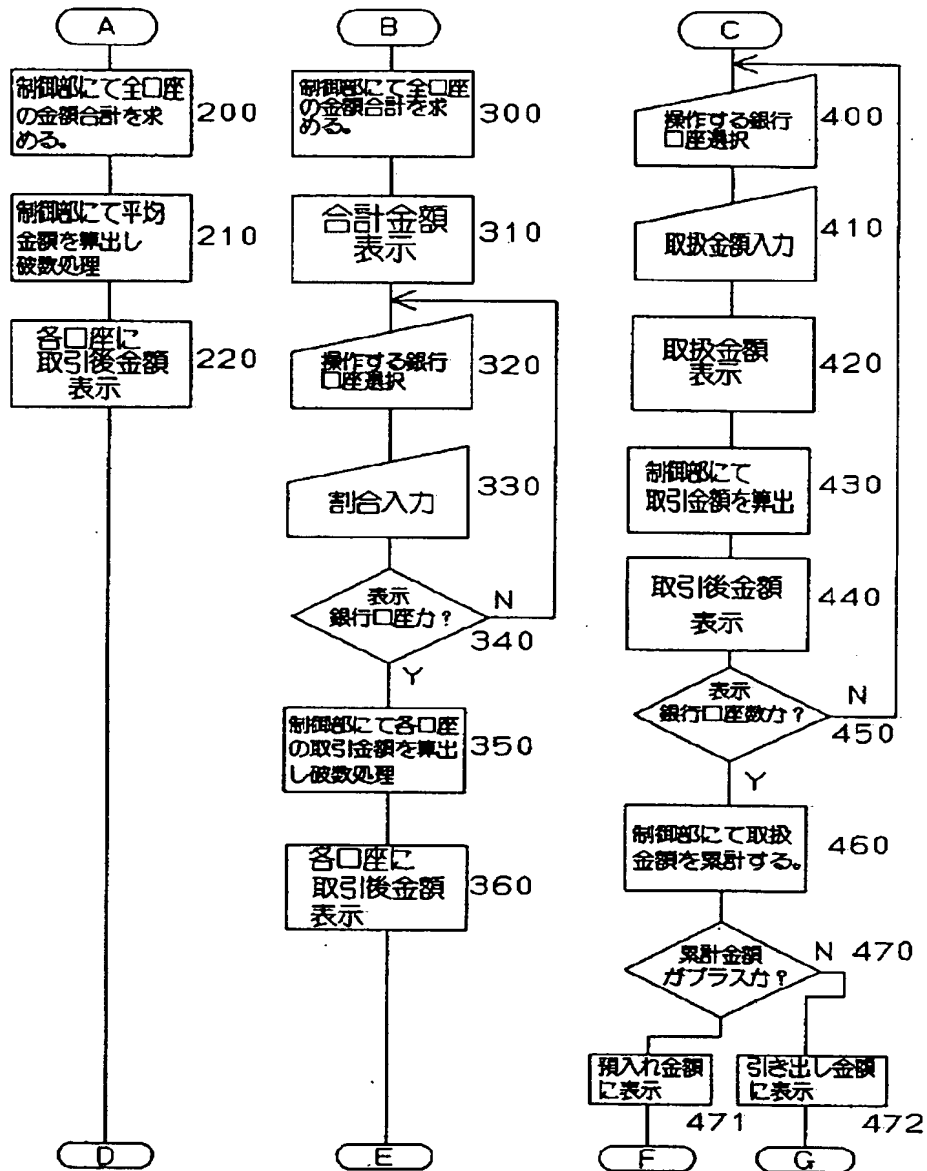 A
制御部にて全口座
の金額合計を求
める。
200
制御部にて平均
金額を算出し
破数処理
210
各口座に
取引後金額
表示
220
D
B
制御部にて全口座
の金額合計を求
める。
300
合計金額
表示
310
操作する銀行
口座選択
320
割合入力
330
表示
銀行口座か?
N
340
Y
制御部にて各口座
の取引金額を算出
し破数処理
350
各口座に
取引後金額
表示
360
E
C
操作する銀行
口座選択
400
取扱金額入力
410
取扱金額
表示
420
制御部にて
取引金額を算出
430
取引後金額
表示
440
表示
銀行口座数か?
N
450
Y
制御部にて取扱
金額を累計する。
460
累計金額
がプラスか?
N 470
預入れ金額
に表示
471
F
引き出し金額
に表示
472
G